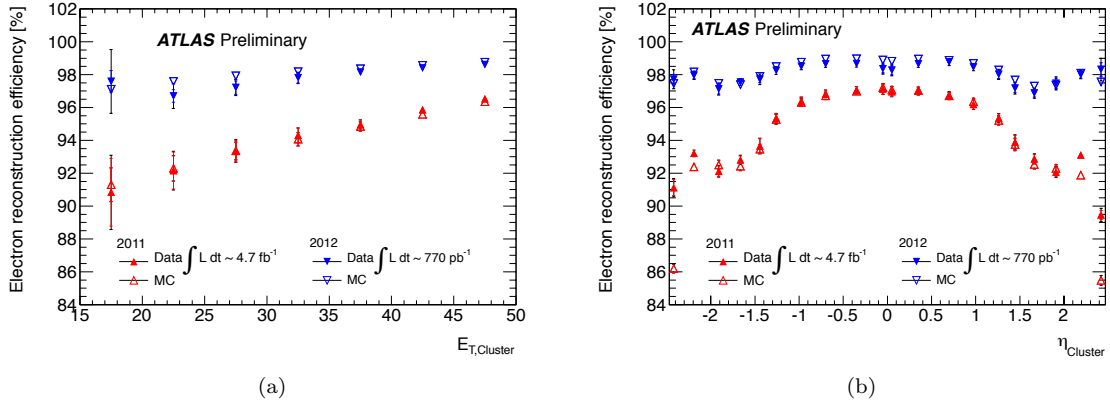 Electron reconstruction efficiency [%]
ATLAS Preliminary
102
100
98
96
94
92
90
88
86
84
2011
Data ∫ L dt ~ 4.7 fb⁻¹
MC
2012
Data ∫ L dt ~ 770 pb⁻¹
MC
15 20 25 30 35 40 45 50
E_T,Cluster
(a)
Electron reconstruction efficiency [%]
ATLAS Preliminary
102
100
98
96
94
92
90
88
86
84
2011
Data ∫ L dt ~ 4.7 fb⁻¹
MC
2012
Data ∫ L dt ~ 770 pb⁻¹
MC
-2 -1.5 -1 -0.5 0 0.5 1 1.5 2
η_Cluster
(b)